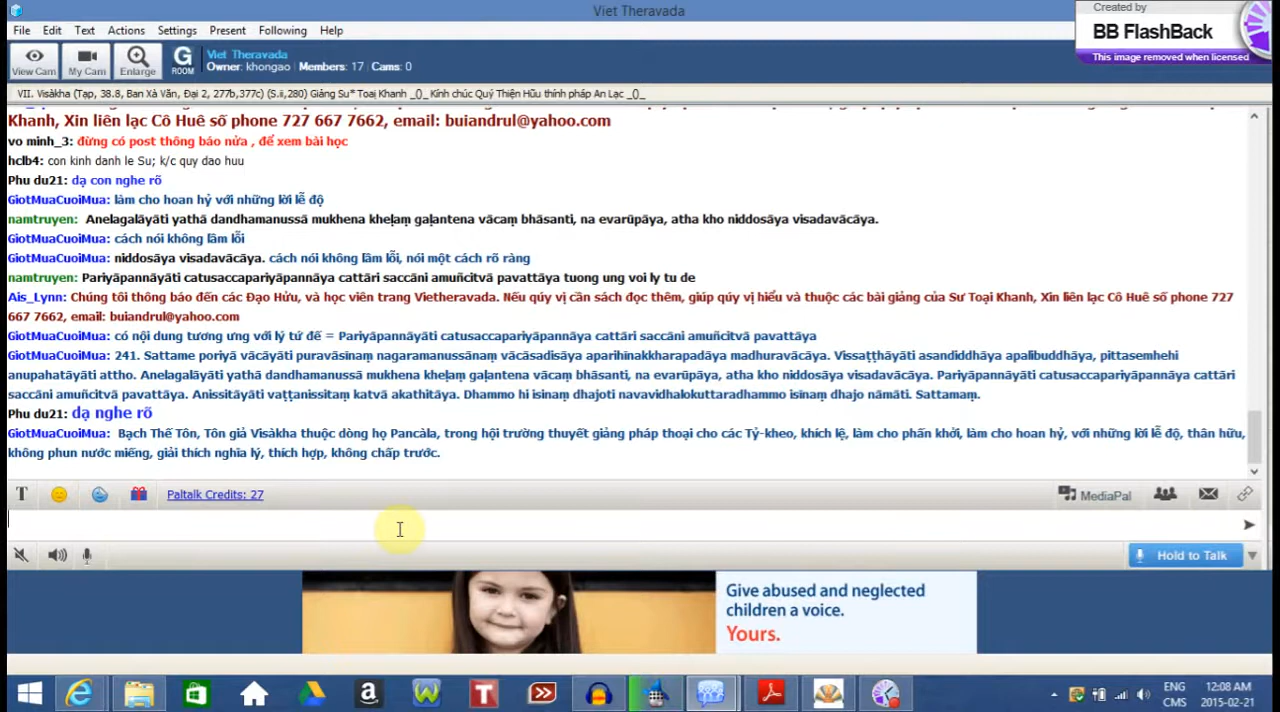 Viet Theravada
Created by
BB FlashBack
This image removed when licensed
File Edit Text Actions Settings Present Following Help
View Cam My Cam Enlarge G ROOM Viet Theravada
Owner: khongao Members: 17 Cams: 0
VII. Visàkha (Tạp, 38.8, Ban Xà Văn, Đại 2, 277b,377c) (S.ii,280) Giảng Su* Toaị Khanh _()_ Kính chúc Quý Thiện Hữu thính pháp An Lạc _()_
Khanh, Xin liên lạc Cô Huê số phone 727 667 7662, email: buiandrul@yahoo.com
vo minh_3: đừng có post thông báo nửa , để xem bài học
hclb4: con kinh danh le Su; k/c quy dao huu
Phu du21: dạ con nghe rõ
GiotMuaCuoiMua: làm cho hoan hỷ với những lời lễ độ
namtruyen: Anelagalāyāti yathā dandhamanussā mukhena kheḷaṃ gaḷantena vācaṃ bhāsanti, na evarūpāya, atha kho niddosāya visadavācāya.
GiotMuaCuoiMua: cách nói không lầm lỗi
GiotMuaCuoiMua: niddosāya visadavācāya. cách nói không lầm lỗi, nói một cách rõ ràng
namtruyen: Pariyāpannāyāti catusaccapariyāpannāya cattāri saccāni amuñcitvā pavattāya tuong ung voi ly tu de
Ais_Lynn: Chúng tôi thông báo đến các Đạo Hửu, và học viên trang Vietheravada. Nếu qúy vị cần sách đọc thêm, giúp qúy vị hiểu và thuộc các bài giảng của Sư Toại Khanh, Xin liên lạc Cô Huê số phone 727
667 7662, email: buiandrul@yahoo.com
GiotMuaCuoiMua: có nội dung tương ưng với lý tứ đế = Pariyāpannāyāti catusaccapariyāpannāya cattāri saccāni amuñcitvā pavattāya
GiotMuaCuoiMua: 241. Sattame poriyā vācāyāti puravāsīnaṃ nagaramanussānaṃ vācāsadisāya aparihīnakkharapadāya madhuravācāya. Vissaṭṭhāyāti asandiddhāya apalibuddhāya, pittasemhehi
anupahatāyāti attho. Anelagalāyāti yathā dandhamanussā mukhena kheḷaṃ gaḷantena vācaṃ bhāsanti, na evarūpāya, atha kho niddosāya visadavācāya. Pariyāpannāyāti catusaccapariyāpannāya cattāri
saccāni amuñcitvā pavattāya. Anissitāyāti vaṭṭanissitaṃ katvā akathitāya. Dhammo hi isinaṃ dhajoti navavidhalokuttaradhammo isīnaṃ dhajo nāmāti. Sattamaṃ.
Phu du21: dạ nghe rõ
GiotMuaCuoiMua: Bạch Thế Tôn, Tôn giả Visàkha thuộc dòng họ Pancàla, trong hội trường thuyết giảng pháp thoại cho các Tỷ-kheo, khích lệ, làm cho phấn khởi, làm cho hoan hỷ, với những lời lễ độ, thân hữu,
không phun nước miếng, giải thích nghĩa lý, thích hợp, không chấp trước.
T Paltalk Credits: 27 MediaPal
Hold to Talk
Give abused and neglected
children a voice.
Yours.
ENG 12:08 AM
CMS 2015-02-21